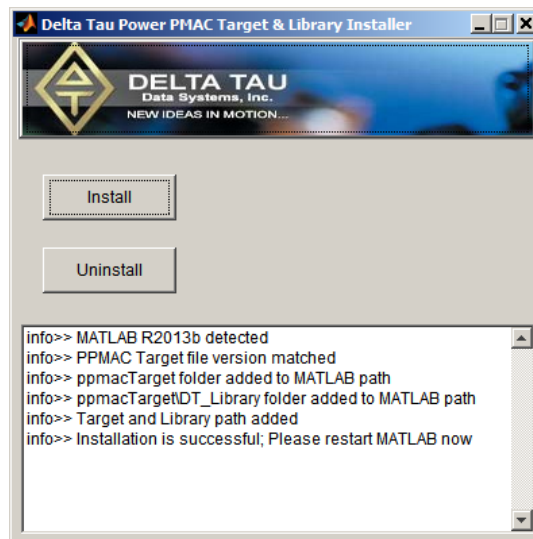 Delta Tau Power PMAC Target & Library Installer
DELTA TAU
Data Systems, Inc.
NEW IDEAS IN MOTION...
Install
Uninstall
info>> MATLAB R2013b detected
info>> PPMAC Target file version matched
info>> ppmacTarget folder added to MATLAB path
info>> ppmacTarget\DT_Library folder added to MATLAB path
info>> Target and Library path added
info>> Installation is successful; Please restart MATLAB now